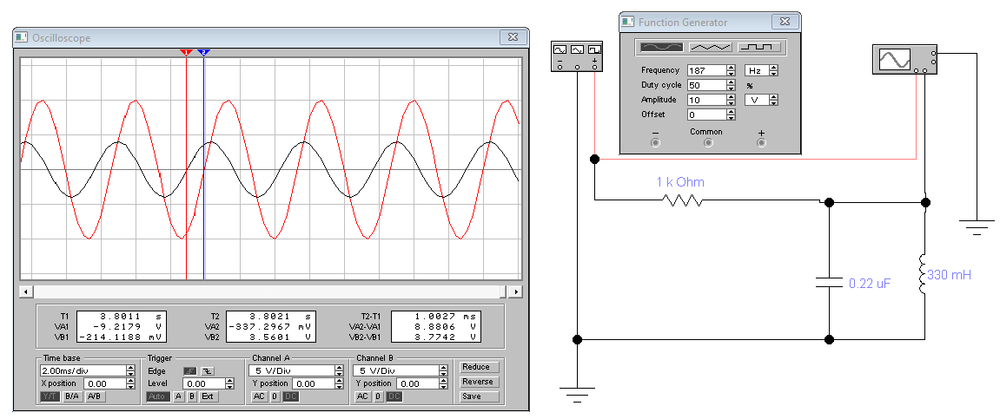 Oscilloscope
1 2
T1 3.8011 s T2 3.8021 s T2-T1 1.0027 ms
VA1 -9.2179 V VA2 -337.2967 mV VA2-VA1 8.8806 V
VB1 -214.1188 mV VB2 3.5601 V VB2-VB1 3.7742 V
Time base Trigger Channel A Channel B
2.00ms/div Edge 5 V/Div 5 V/Div Reduce
X position 0.00 Level 0.00 Y position 0.00 Y position 0.00 Reverse
Y/T B/A A/B Auto A B Ext AC 0 DC AC 0 DC Save
Function Generator
Frequency 187 Hz
Duty cycle 50 %
Amplitude 10 V
Offset 0
− Common +
− +
1 k Ohm
0.22 uF
330 mH